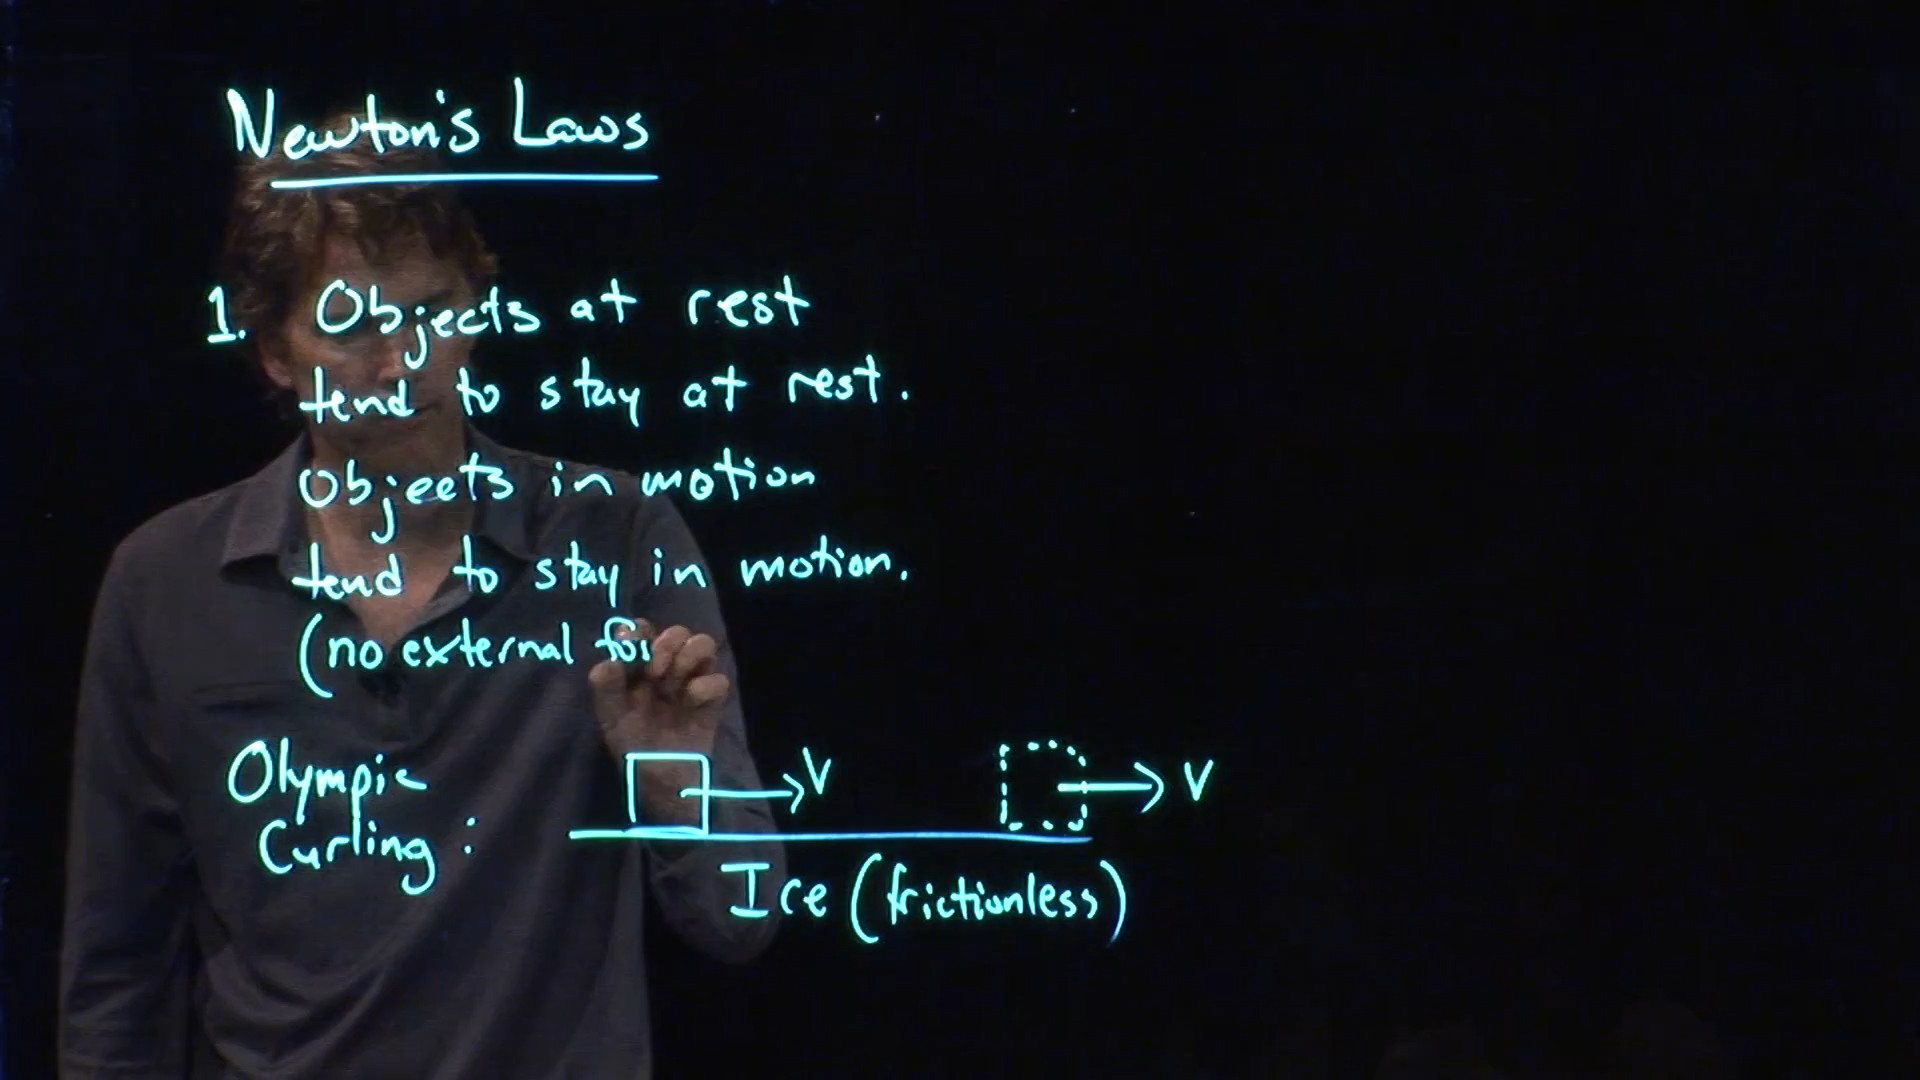 Newton's Laws
1. Objects at rest
tend to stay at rest.
Objects in motion
tend to stay in motion.
(no external for
Olympic
Curling:
V
V
Ice (frictionless)